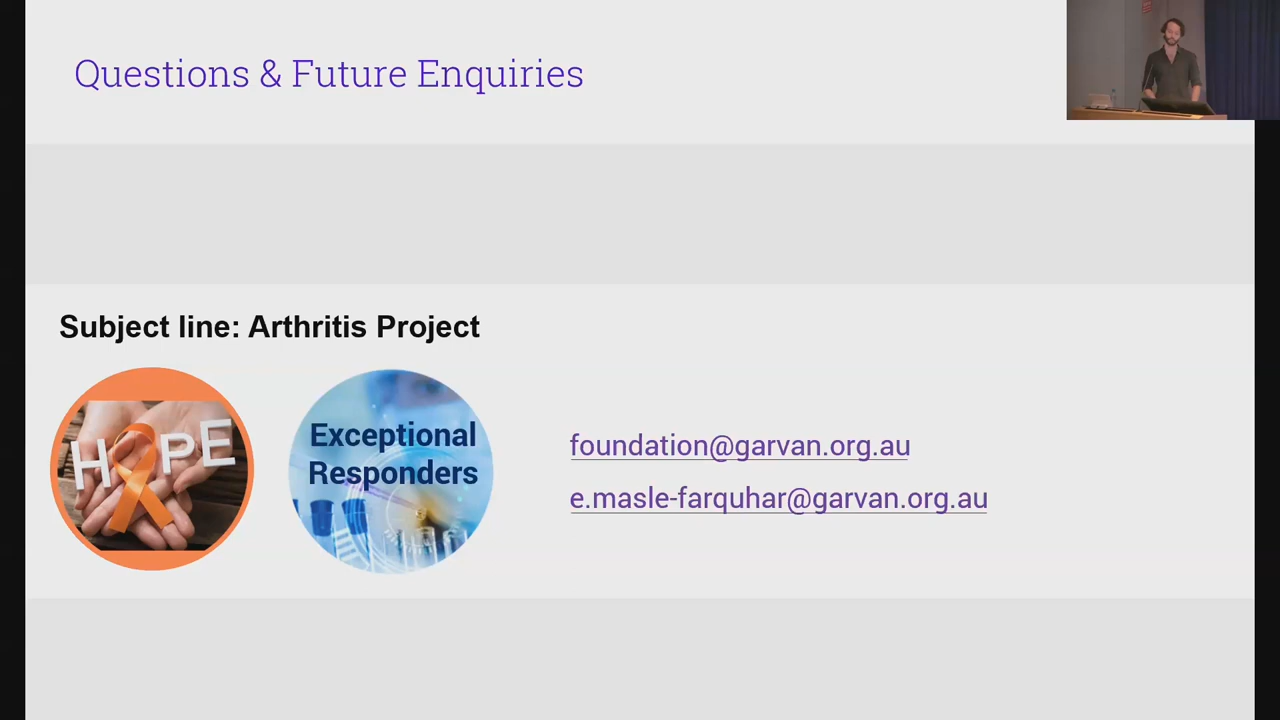 Questions & Future Enquiries
Subject line: Arthritis Project
HOPE
Exceptional
Responders
foundation@garvan.org.au
e.masle-farquhar@garvan.org.au